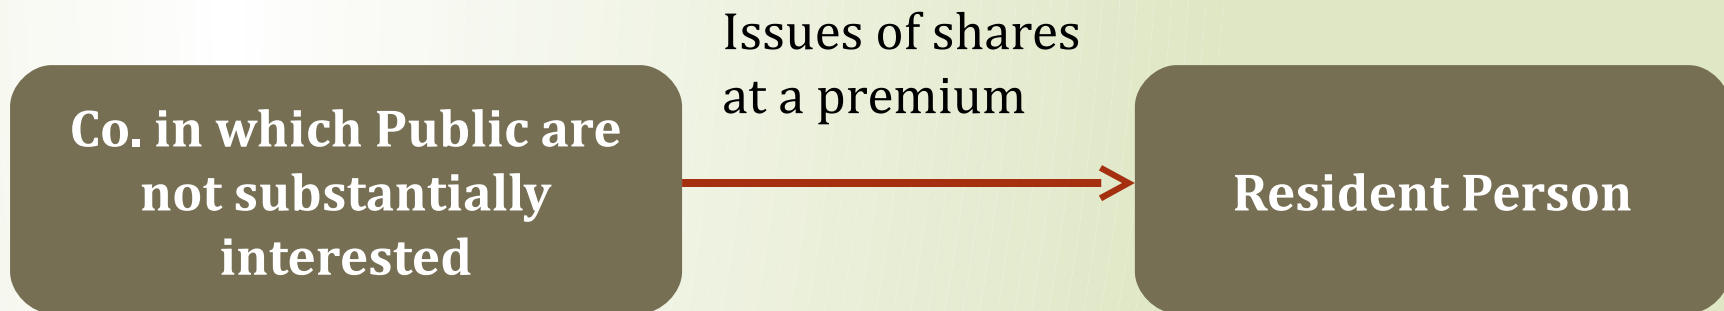 Issues of shares
at a premium
Co. in which Public are
not substantially
interested
Resident Person